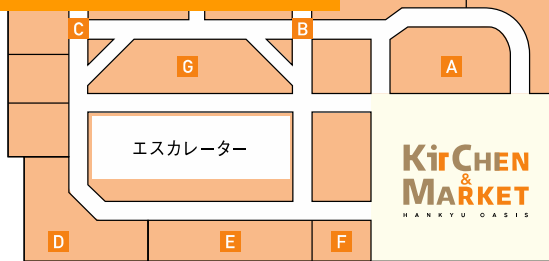 C
B
G
A
エスカレーター
KitCHEN
&
MARKET
HANKYU OASIS
D
E
F